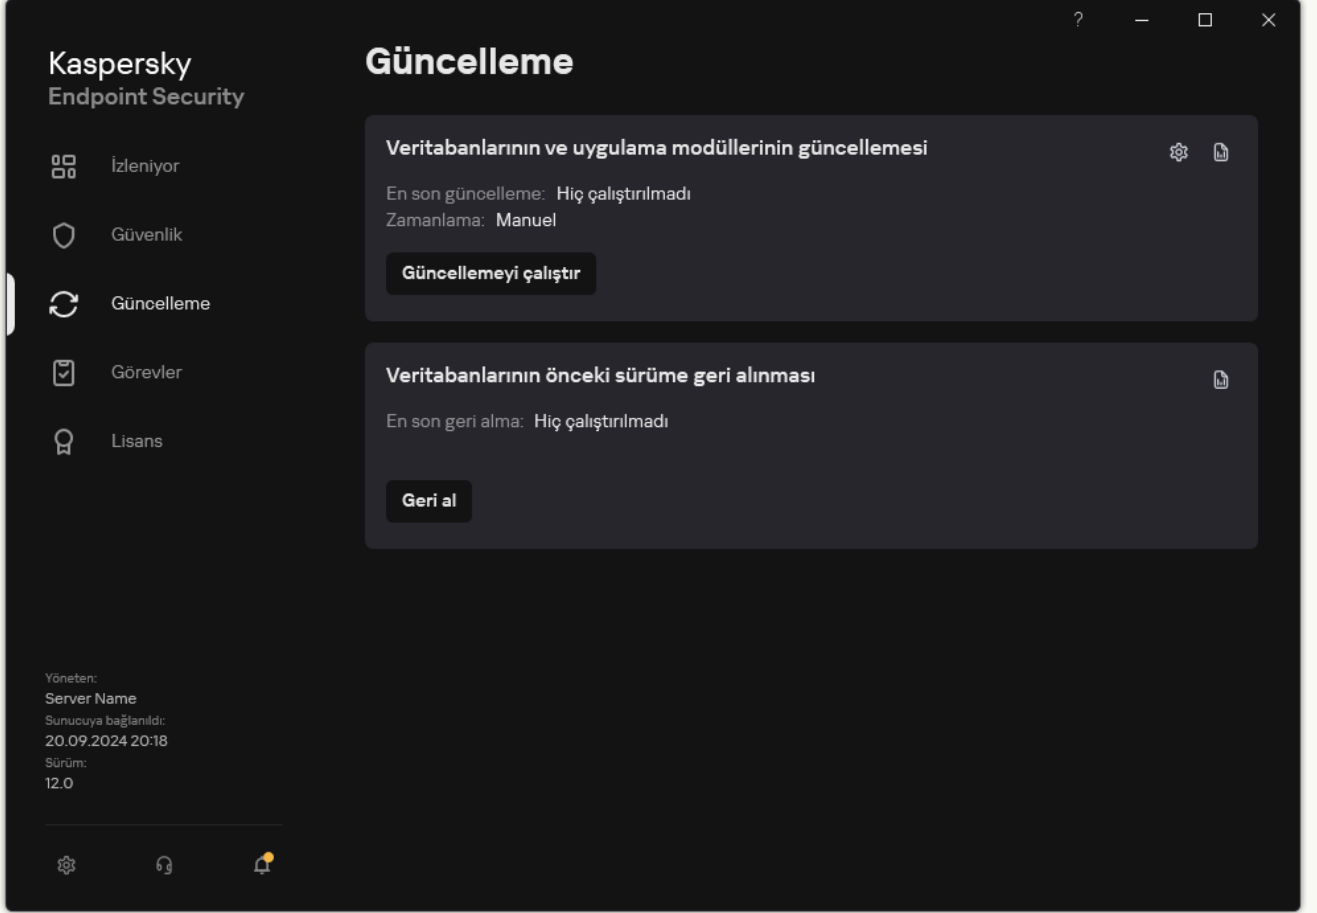 ?
Kaspersky
Endpoint Security
İzleniyor
Güvenlik
Güncelleme
Görevler
Lisans
Yöneten:
Server Name
Sunucuya bağlanıldı:
20.09.2024 20:18
Sürüm:
12.0
Güncelleme
Veritabanlarının ve uygulama modüllerinin güncellemesi
En son güncelleme: Hiç çalıştırılmadı
Zamanlama: Manuel
Güncellemeyi çalıştır
Veritabanlarının önceki sürüme geri alınması
En son geri alma: Hiç çalıştırılmadı
Geri al